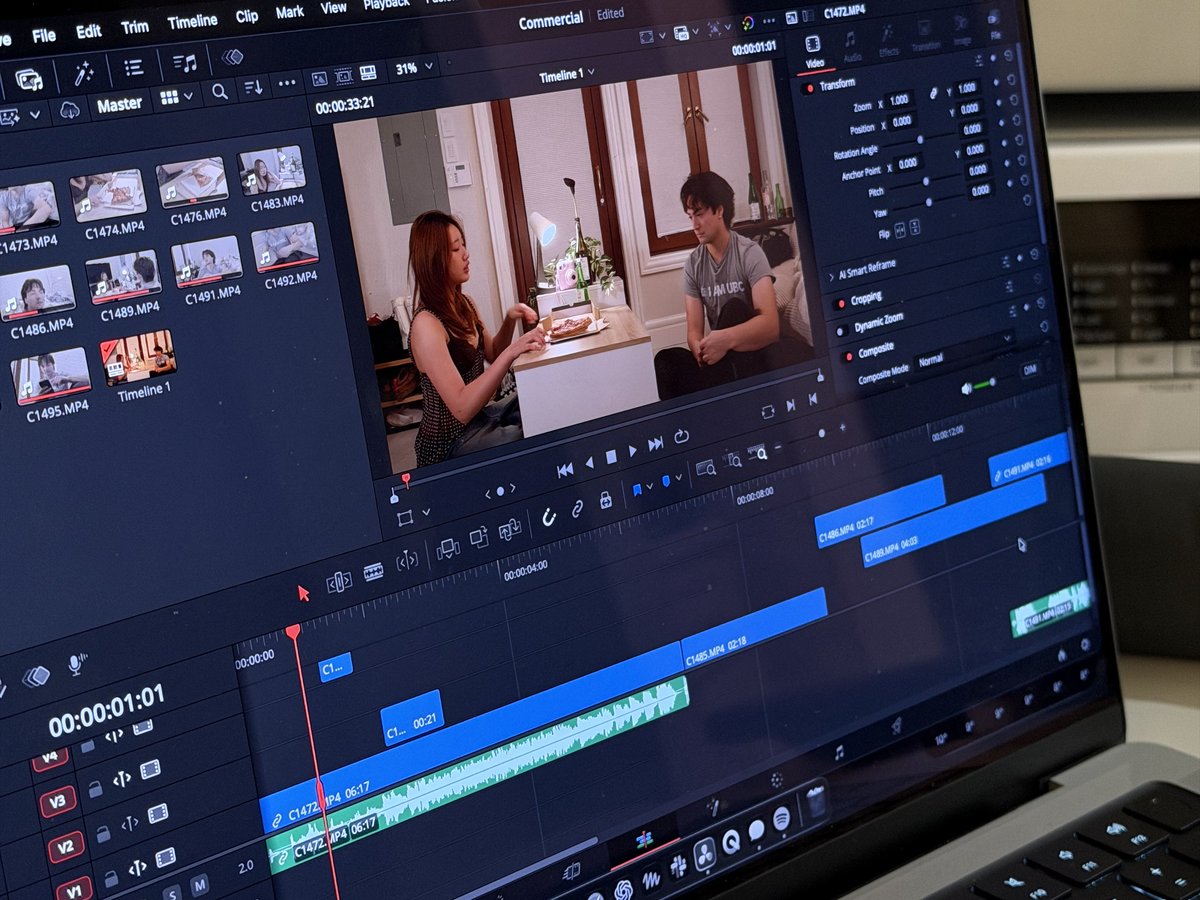 File Edit Trim Timeline Clip Mark View Playback
Commercial Edited
C1472.MP4
Master
31%
00:00:33:21
Timeline 1
00:00:01:01
Video
Audio
Effects
Transition
Image
File
C1473.MP4
C1474.MP4
C1476.MP4
C1483.MP4
C1486.MP4
C1489.MP4
C1491.MP4
C1492.MP4
C1495.MP4
Timeline 1
I AM UBC
Transform
Zoom X 1.000 Y 1.000
Position X 0.000 Y 0.000
Rotation Angle 0.000
Anchor Point X 0.000 Y 0.000
Pitch 0.000
Yaw 0.000
Flip
AI Smart Reframe
Cropping
Dynamic Zoom
Composite
Composite Mode Normal
DIM
00:00:00
00:00:04:00
00:00:08:00
00:00:12:00
C1...
C1... 00:21
C1472.MP4 06:17
C1472.MP4 06:17
C1485.MP4 02:18
C1486.MP4 02:17
C1489.MP4 04:03
C1491.MP4 02:16
00:00:01:01
V4
V3
V2
V1
2.0
S M
10°
9°
9°
8°
8°
8°